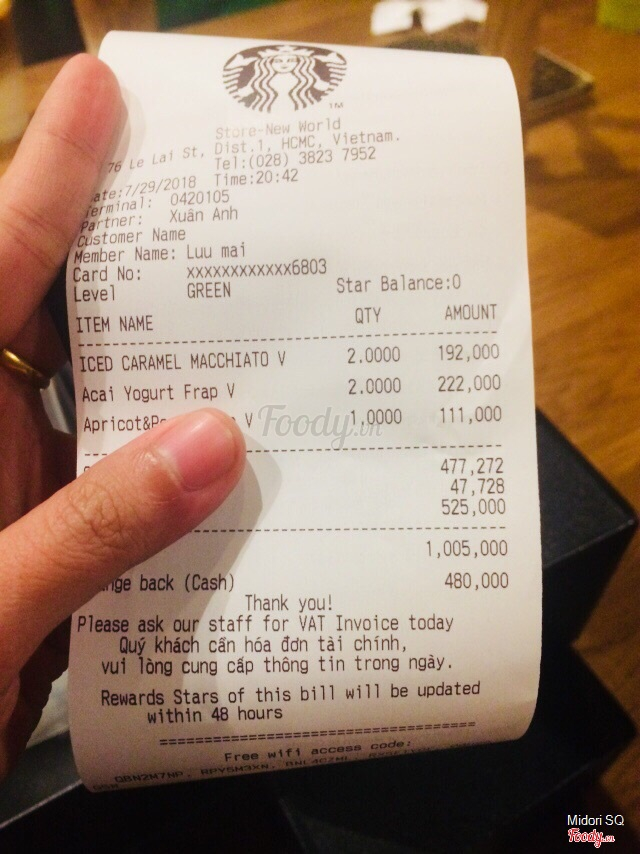 TM
Store-New World
76 Le Lai St, Dist.1, HCMC, Vietnam.
Tel:(028) 3823 7952
ate:7/29/2018 Time:20:42
erminal: 0420105
Partner: Xuân Anh
Customer Name
Member Name: Luu mai
Card No: xxxxxxxxxxxx6803
Level GREEN Star Balance:0
ITEM NAME QTY AMOUNT
ICED CARAMEL MACCHIATO V 2.0000 192,000
Acai Yogurt Frap V 2.0000 222,000
Apricot& V 1.0000 111,000
Foody.vn
477,272
47,728
525,000
1,005,000
nge back (Cash) 480,000
Thank you!
Please ask our staff for VAT Invoice today
Quý khách cần hóa đơn tài chính,
vui lòng cung cấp thông tin trong ngày.
Rewards Stars of this bill will be updated
within 48 hours
Free wifi access code:
Midori SQ
Foody.vn